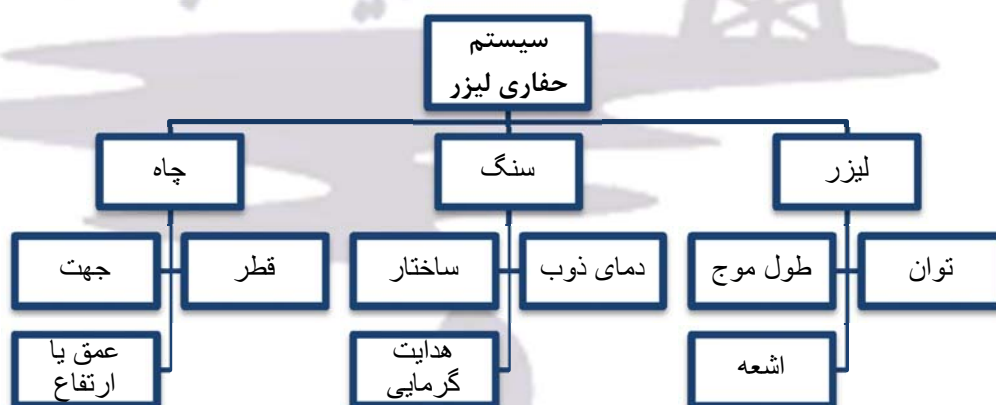 سیستم
حفاری لیزر
لیزر
سنگ
چاه
توان
طول موج
دمای ذوب
ساختار
قطر
جهت
اشعه
هدایت
گرمایی
عمق یا
ارتفاع